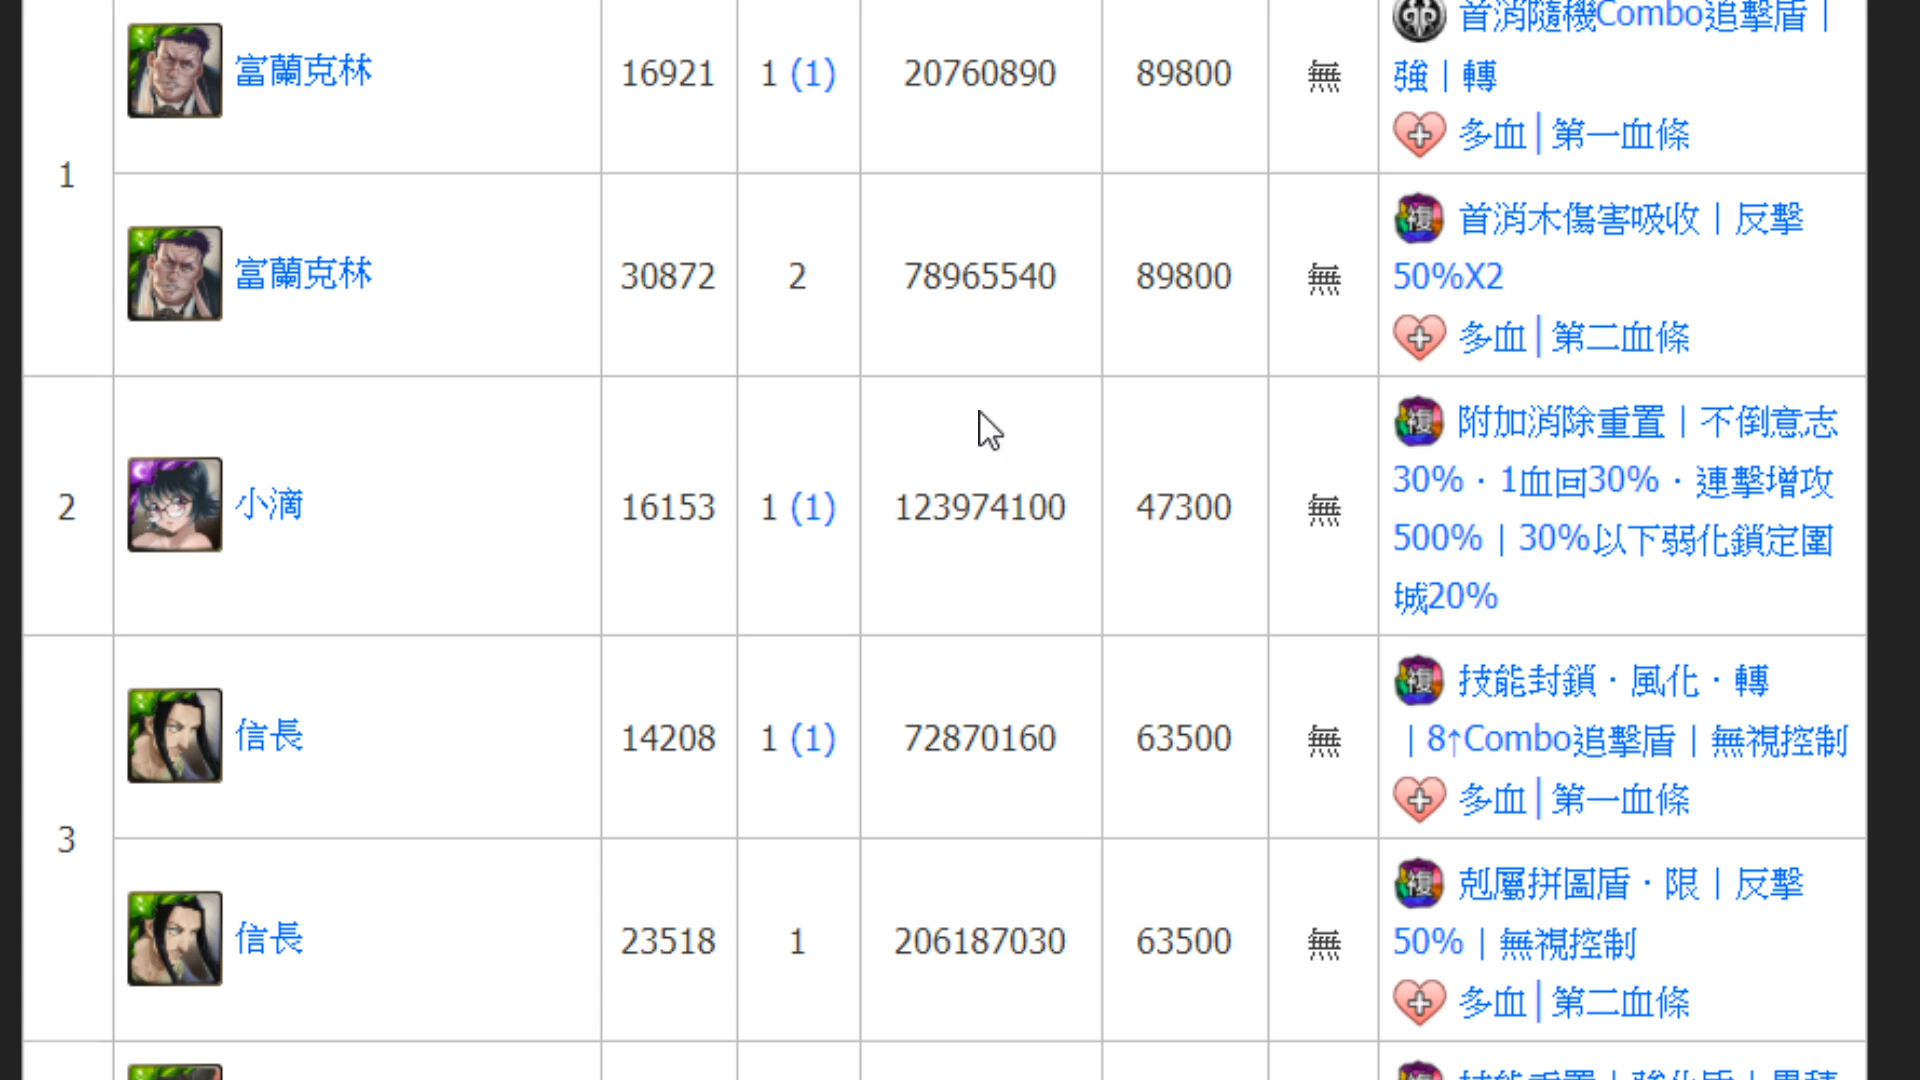 1
富蘭克林
16921
1 (1)
20760890
89800
無
首消隨機Combo追擊盾｜
強｜轉
多血│第一血條
富蘭克林
30872
2
78965540
89800
無
複
首消木傷害吸收｜反擊
50%X2
多血│第二血條
2
小滴
16153
1 (1)
123974100
47300
無
複
附加消除重置｜不倒意志
30%．1血回30%．連擊增攻
500%｜30%以下弱化鎖定圍
城20%
3
信長
14208
1 (1)
72870160
63500
無
複
技能封鎖．風化．轉
｜8↑Combo追擊盾｜無視控制
多血│第一血條
信長
23518
1
206187030
63500
無
複
剋屬拼圖盾．限｜反擊
50%｜無視控制
多血│第二血條